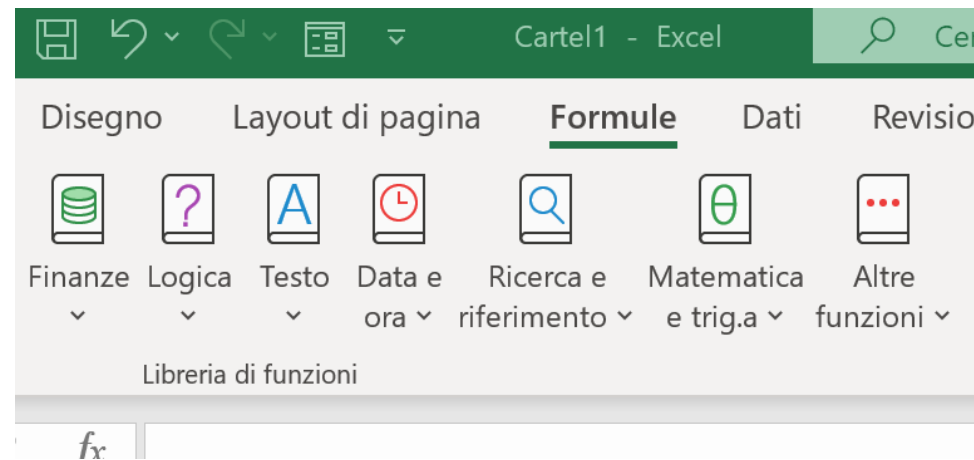 Cartel1 - Excel
Disegno Layout di pagina Formule Dati
Finanze Logica Testo Data e ora Ricerca e riferimento Matematica e trig.a Altre funzioni
Libreria di funzioni
fx